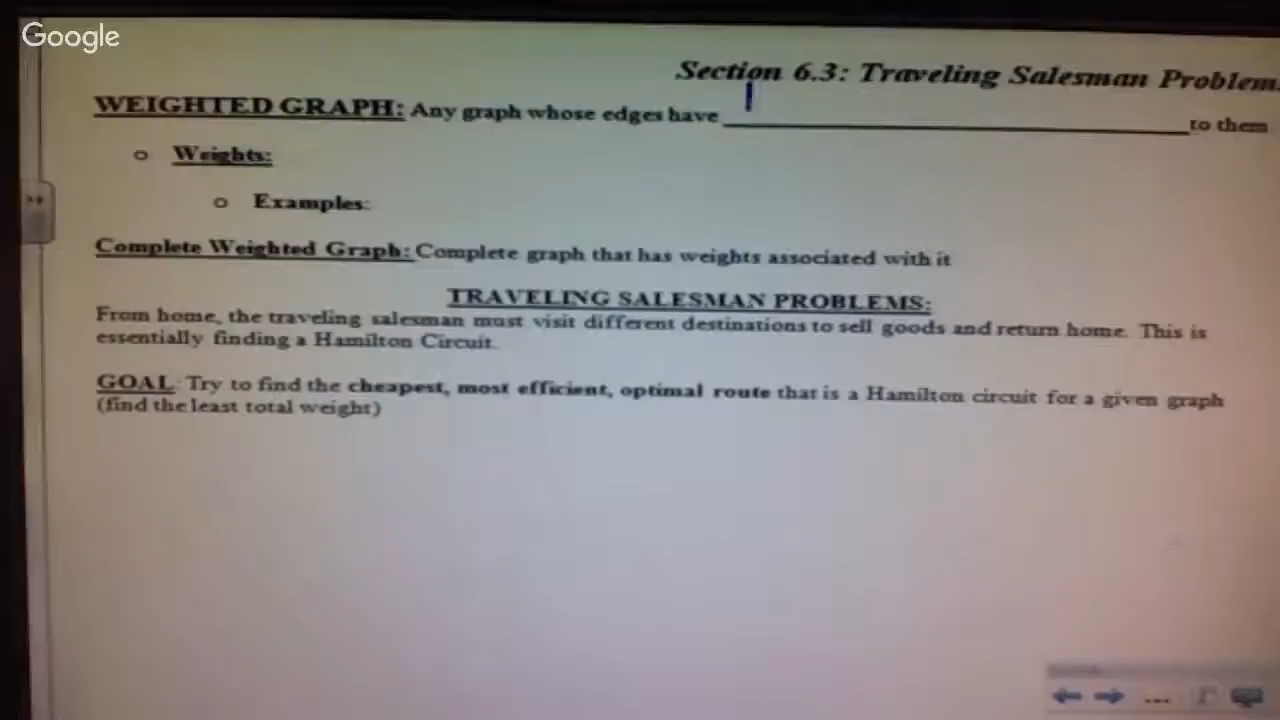 Google
Section 6.3: Traveling Salesman Problem
WEIGHTED GRAPH: Any graph whose edges have ________________ to them
Weights:
Examples:
Complete Weighted Graph: Complete graph that has weights associated with it
TRAVELING SALESMAN PROBLEMS:
From home, the traveling salesman must visit different destinations to sell goods and return home. This is
essentially finding a Hamilton Circuit.
GOAL: Try to find the cheapest, most efficient, optimal route that is a Hamilton circuit for a given graph
(find the least total weight)